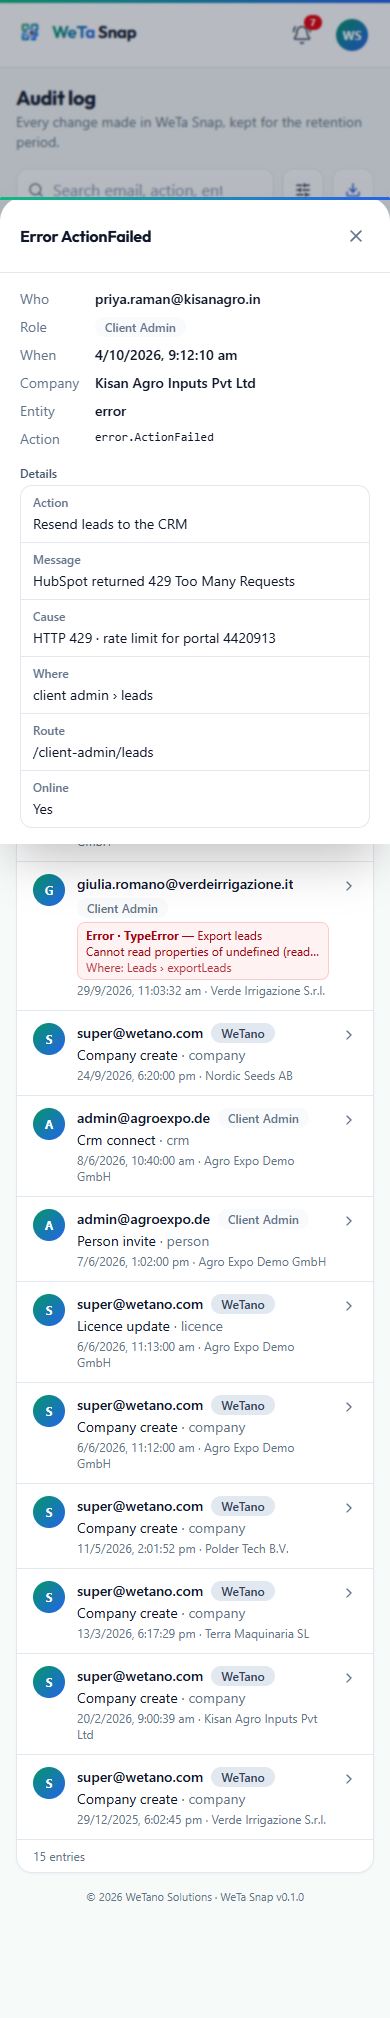 WeTa Snap
7
WS
Audit log
Every change made in WeTa Snap, kept for the retention
period.
Search email, action, enti
Error ActionFailed
Who priya.raman@kisanagro.in
Role Client Admin
When 4/10/2026, 9:12:10 am
Company Kisan Agro Inputs Pvt Ltd
Entity error
Action error.ActionFailed
Details
Action
Resend leads to the CRM
Message
HubSpot returned 429 Too Many Requests
Cause
HTTP 429 · rate limit for portal 4420913
Where
client admin › leads
Route
/client-admin/leads
Online
Yes
GmbH
G giulia.romano@verdeirrigazione.it
Client Admin
Error · TypeError — Export leads
Cannot read properties of undefined (read...
Where: Leads › exportLeads
29/9/2026, 11:03:32 am · Verde Irrigazione S.r.l.
S super@wetano.com WeTano
Company create · company
24/9/2026, 6:20:00 pm · Nordic Seeds AB
A admin@agroexpo.de Client Admin
Crm connect · crm
8/6/2026, 10:40:00 am · Agro Expo Demo
GmbH
A admin@agroexpo.de Client Admin
Person invite · person
7/6/2026, 1:02:00 pm · Agro Expo Demo GmbH
S super@wetano.com WeTano
Licence update · licence
6/6/2026, 11:13:00 am · Agro Expo Demo
GmbH
S super@wetano.com WeTano
Company create · company
6/6/2026, 11:12:00 am · Agro Expo Demo
GmbH
S super@wetano.com WeTano
Company create · company
11/5/2026, 2:01:52 pm · Polder Tech B.V.
S super@wetano.com WeTano
Company create · company
13/3/2026, 6:17:29 pm · Terra Maquinaria SL
S super@wetano.com WeTano
Company create · company
20/2/2026, 9:00:39 am · Kisan Agro Inputs Pvt
Ltd
S super@wetano.com WeTano
Company create · company
29/12/2025, 6:02:45 pm · Verde Irrigazione S.r.l.
15 entries
© 2026 WeTano Solutions · WeTa Snap v0.1.0